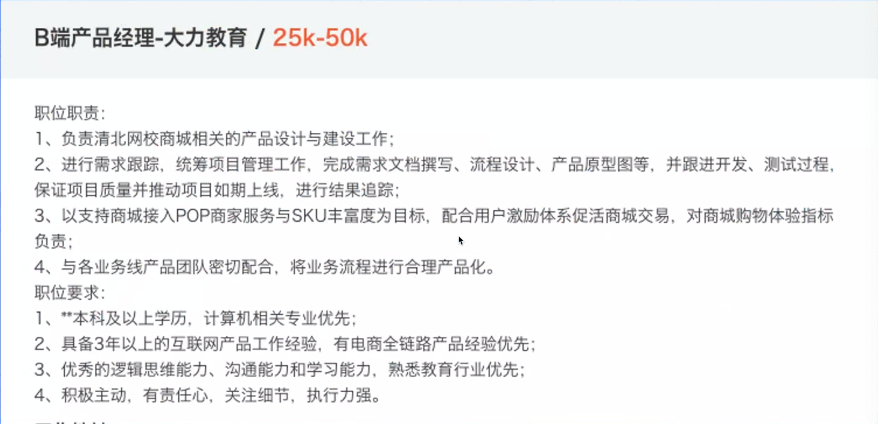 B端产品经理-大力教育 / 25k-50k
职位职责：
1、负责清北网校商城相关的产品设计与建设工作；
2、进行需求跟踪，统筹项目管理工作，完成需求文档撰写、流程设计、产品原型图等，并跟进开发、测试过程，
保证项目质量并推动项目如期上线，进行结果追踪；
3、以支持商城接入POP商家服务与SKU丰富度为目标，配合用户激励体系促活商城交易，对商城购物体验指标
负责；
4、与各业务线产品团队密切配合，将业务流程进行合理产品化。
职位要求：
1、**本科及以上学历，计算机相关专业优先；
2、具备3年以上的互联网产品工作经验，有电商全链路产品经验优先；
3、优秀的逻辑思维能力、沟通能力和学习能力，熟悉教育行业优先；
4、积极主动，有责任心，关注细节，执行力强。